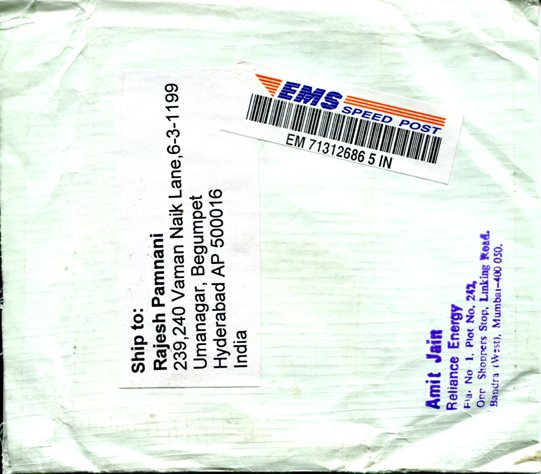 EMS
SPEED POST
EM 71312686 5 IN
Ship to:
Rajesh Pamnani
239,240 Vaman Naik Lane,6-3-1199
Umanagar, Begumpet
Hyderabad AP 500016
India
Amit Jain
Reliance Energy
No 1, Plot No. 242,
Opp Shoppers Stop, Linking Road.
Bandra (West), Mumbai-400 050.